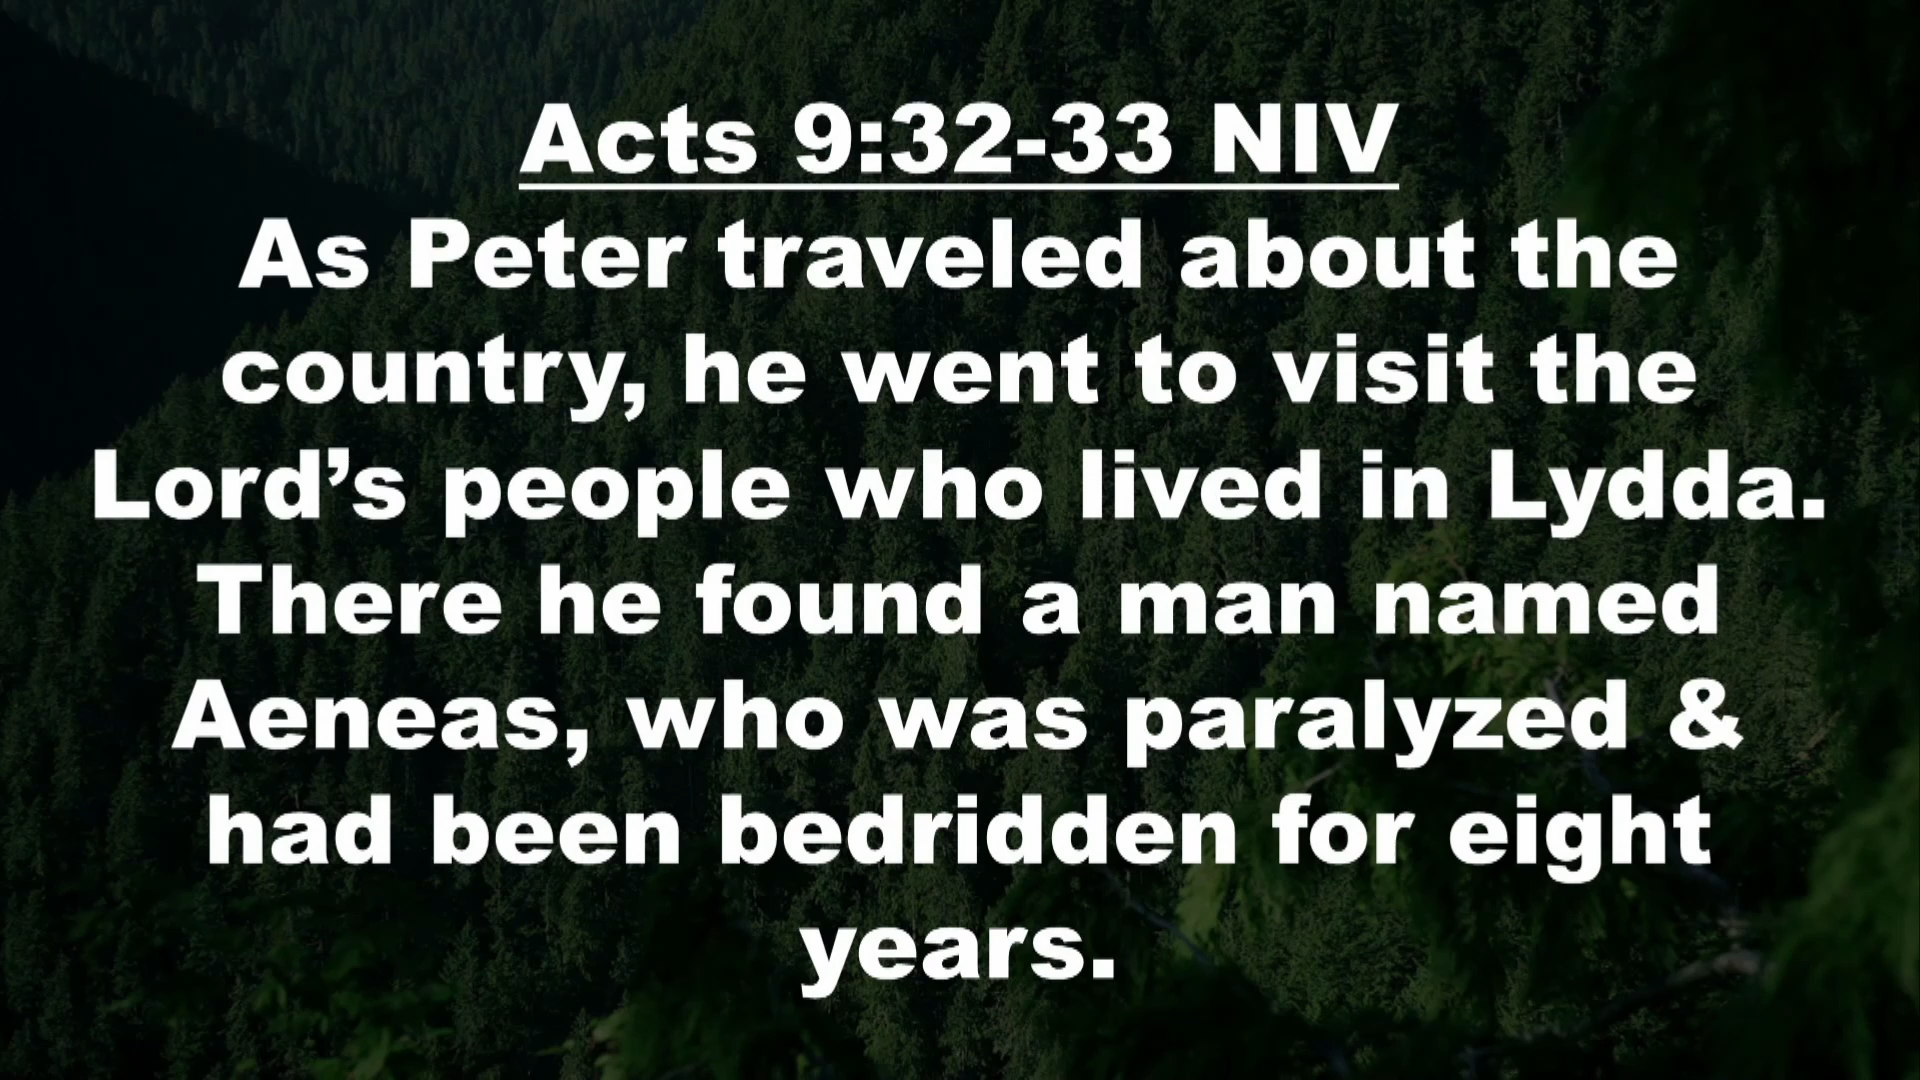 Acts 9:32-33 NIV
As Peter traveled about the
country, he went to visit the
Lord’s people who lived in Lydda.
There he found a man named
Aeneas, who was paralyzed &
had been bedridden for eight
years.